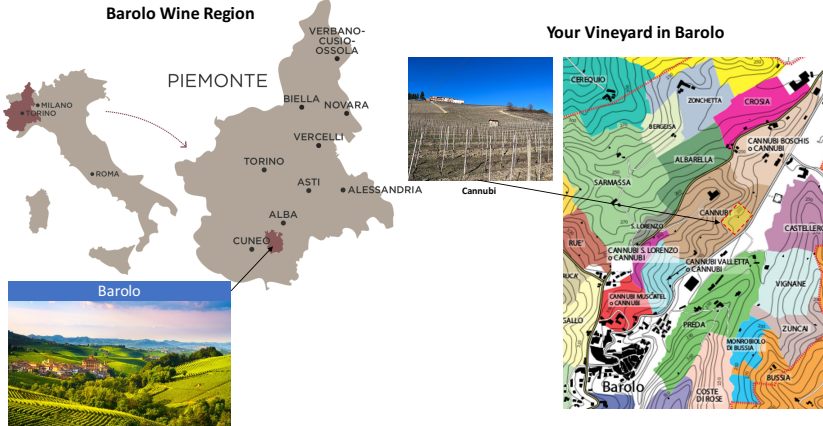 Barolo Wine Region
Your Vineyard in Barolo
PIEMONTE
VERBANO-
CUSIO-
OSSOLA
BIELLA
NOVARA
VERCELLI
TORINO
ASTI
ALESSANDRIA
ALBA
CUNEO
MILANO
TORINO
ROMA
Barolo
Cannubi
CEREQUIO
ZONCHETTA
CROSIA
BERGEISA
CANNUBI BOSCHIS
o CANNUBI
ALBARELLA
SARMASSA
CANNUBI
S. LORENZO
CASTELLERO
RUE'
CANNUBI S. LORENZO
o CANNUBI
CANNUBI VALLETTA
o CANNUBI
VIGNANE
CANNUBI MUSCATEL
o CANNUBI
PREDA
ZUNCAI
MONROBIOLO
DI BUSSIA
BUSSIA
Barolo
COSTE
DI ROSE